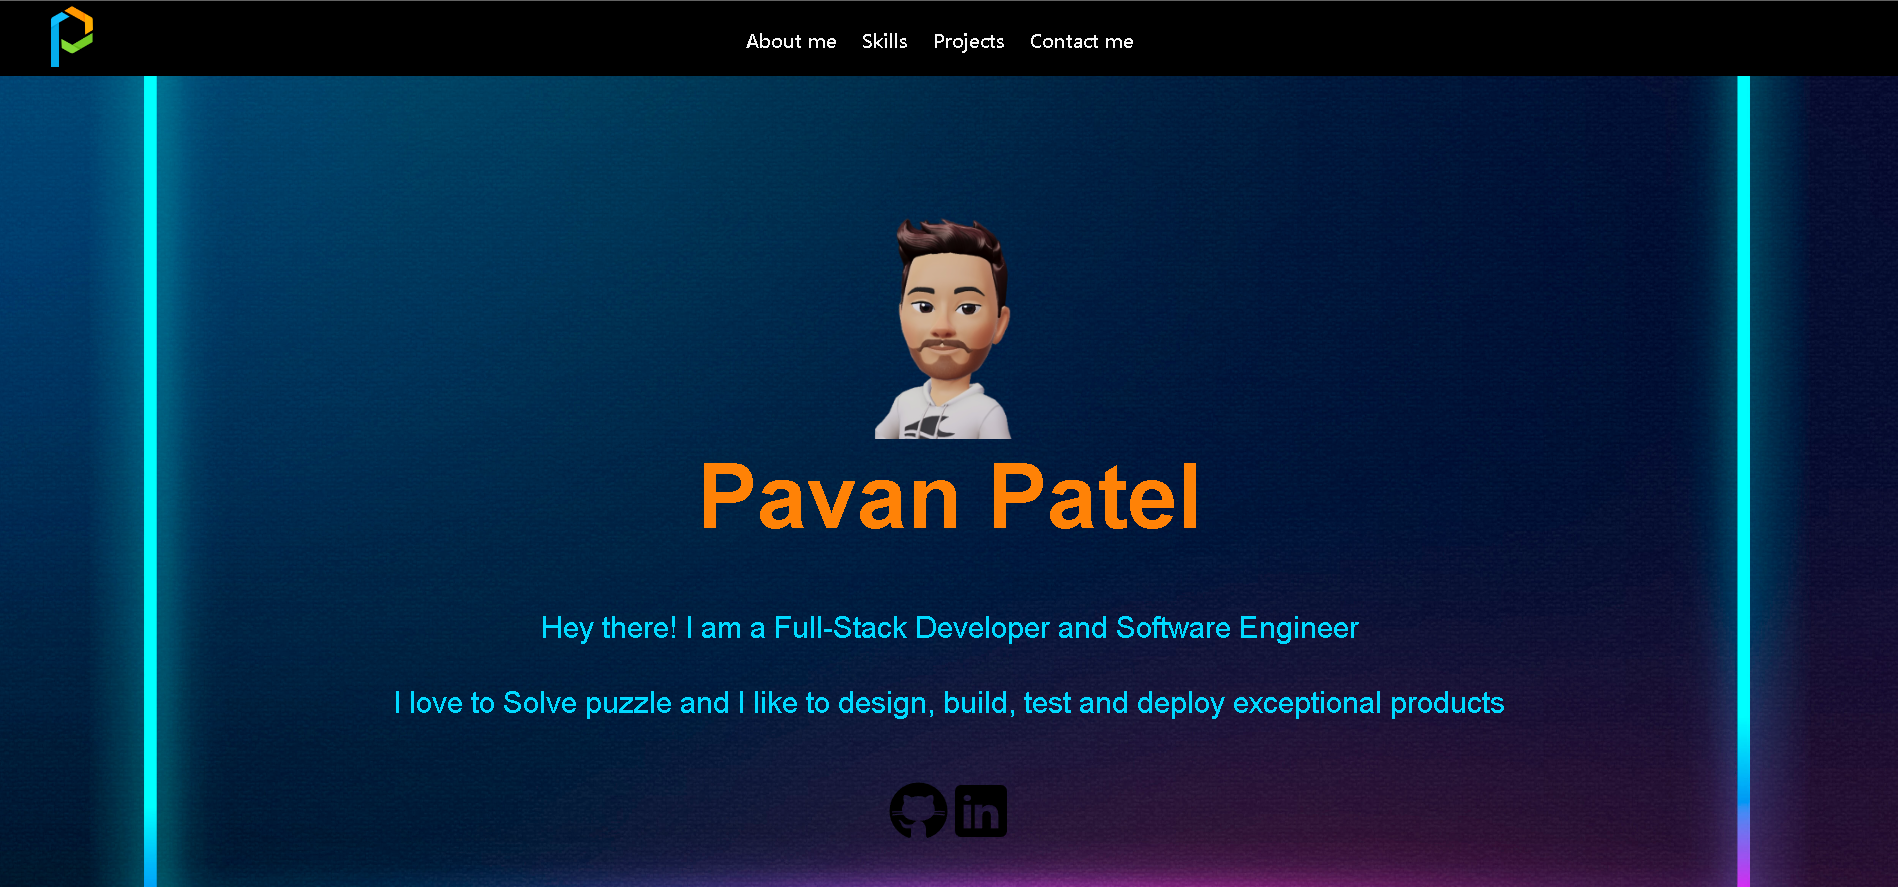 About me Skills Projects Contact me
Pavan Patel
Hey there! I am a Full-Stack Developer and Software Engineer
I love to Solve puzzle and I like to design, build, test and deploy exceptional products
in